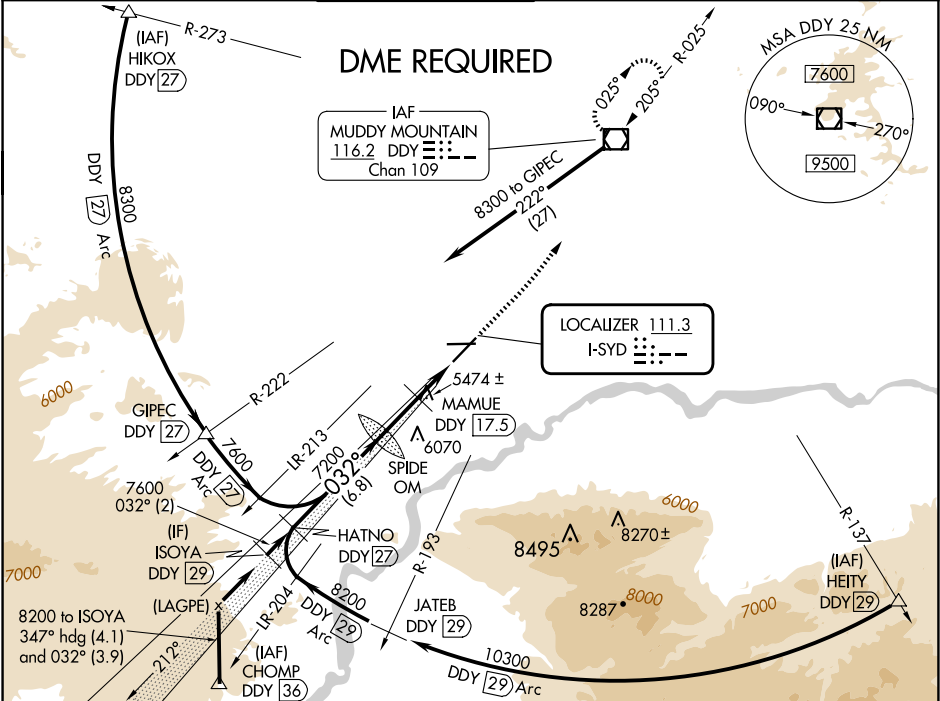 (IAF)
HIKOX
DDY 27
R-273
DME REQUIRED
IAF
MUDDY MOUNTAIN
116.2 DDY
Chan 109
025°
205°
R-025
MSA DDY 25 NM
7600
090°
270°
9500
8300 to GIPEC
222°
(27)
DDY 27 Arc
8300
LOCALIZER 111.3
I-SYD
6000
GIPEC
DDY 27
R-222
5474 ±
MAMUE
DDY 17.5
6070
7600
DDY 27
Arc
LR-213
7200
032°
(6.8)
SPIDE
OM
7600
032° (2)
(IF)
ISOYA
DDY 29
HATNO
DDY 27
R-193
6000
8495
8270±
R-137
(IAF)
HEITY
DDY 29
7000
(LAGPE) x
8200 to ISOYA
347° hdg (4.1)
and 032° (3.9)
212°
LR-204
(IAF)
CHOMP
DDY 36
8200
DDY 29
Arc
JATEB
DDY 29
8287
8000
7000
10300
DDY 29 Arc